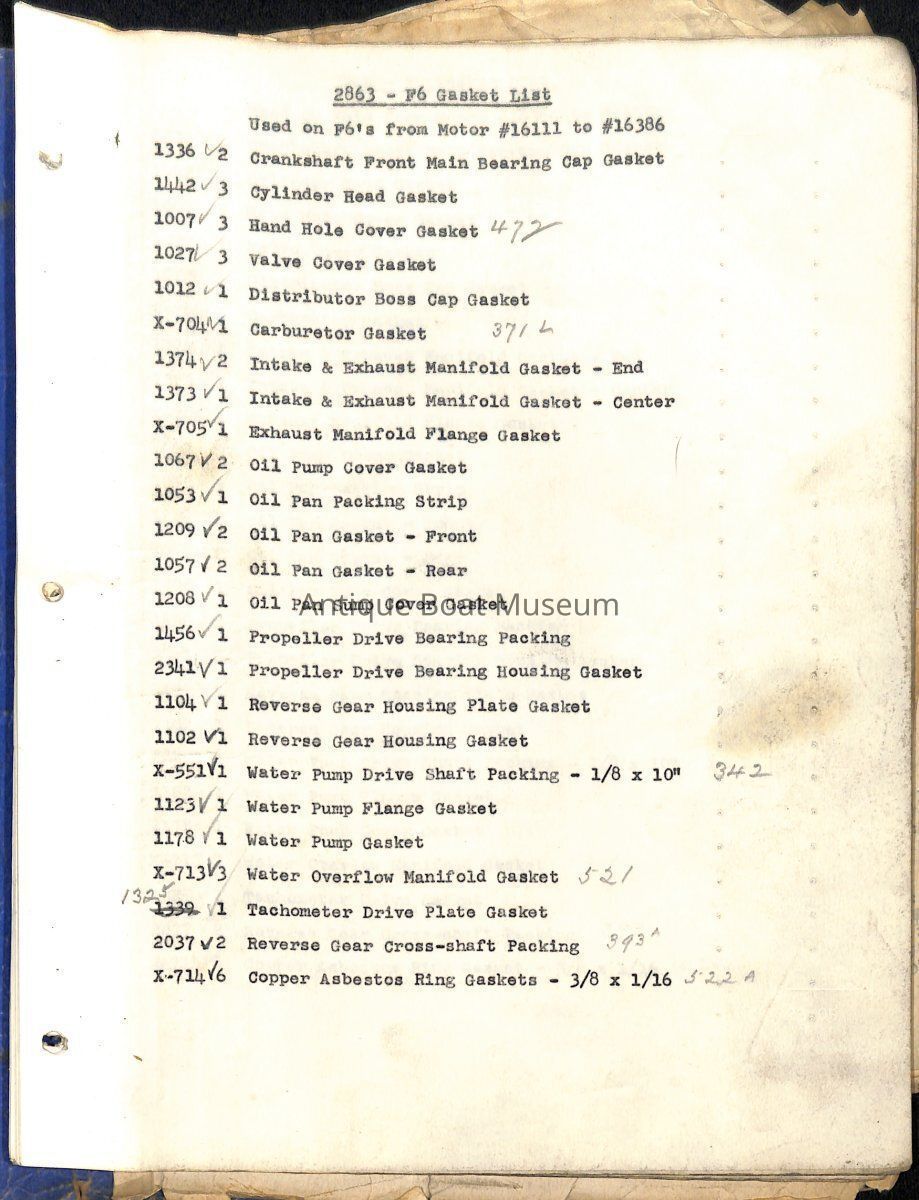 2863 - F6 Gasket List
Used on F6's from Motor #16111 to #16386
1336 ✓ 2 Crankshaft Front Main Bearing Cap Gasket
1442 ✓ 3 Cylinder Head Gasket
1007 ✓ 3 Hand Hole Cover Gasket 472
1027 ✓ 3 Valve Cover Gasket
1012 ✓ 1 Distributor Boss Cap Gasket
X-704 ✓ 1 Carburetor Gasket 371 L
1374 ✓ 2 Intake & Exhaust Manifold Gasket - End
1373 ✓ 1 Intake & Exhaust Manifold Gasket - Center
X-705 ✓ 1 Exhaust Manifold Flange Gasket
1067 ✓ 2 Oil Pump Cover Gasket
1053 ✓ 1 Oil Pan Packing Strip
1209 ✓ 2 Oil Pan Gasket - Front
1057 ✓ 2 Oil Pan Gasket - Rear
1208 ✓ 1 Oil Pan Sump Cover Gasket
Antique Boat Museum
1456 ✓ 1 Propeller Drive Bearing Packing
2341 ✓ 1 Propeller Drive Bearing Housing Gasket
1104 ✓ 1 Reverse Gear Housing Plate Gasket
1102 ✓ 1 Reverse Gear Housing Gasket
X-551 ✓ 1 Water Pump Drive Shaft Packing - 1/8 x 10" 342
1123 ✓ 1 Water Pump Flange Gasket
1178 ✓ 1 Water Pump Gasket
X-713 ✓ 3 Water Overflow Manifold Gasket 521
1325
1339 ✓ 1 Tachometer Drive Plate Gasket
2037 ✓ 2 Reverse Gear Cross-shaft Packing 393A
X-714 ✓ 6 Copper Asbestos Ring Gaskets - 3/8 x 1/16 522 A